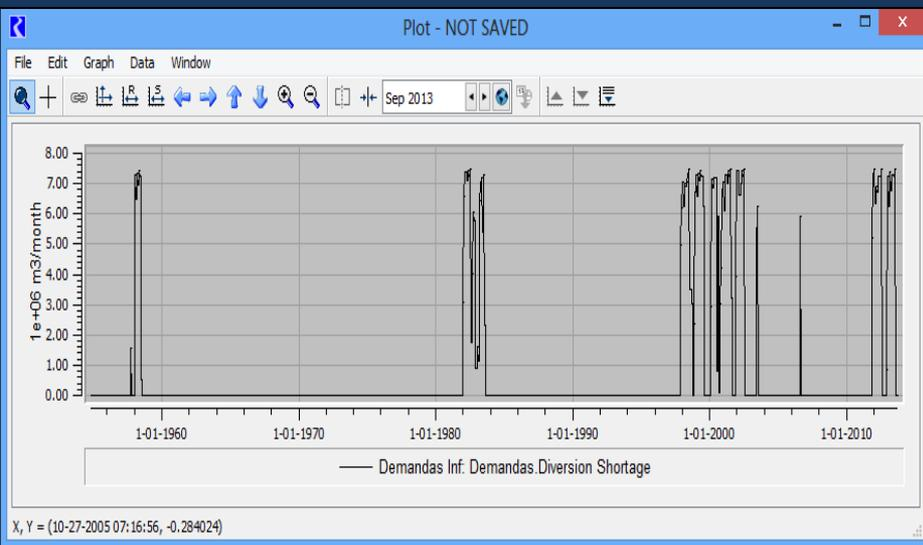 Plot - NOT SAVED
File Edit Graph Data Window
R S Sep 2013
8.00
7.00
6.00
5.00
4.00
3.00
2.00
1.00
0.00
1e+06 m3/month
1-01-1960 1-01-1970 1-01-1980 1-01-1990 1-01-2000 1-01-2010
Demandas Inf: Demandas.Diversion Shortage
X, Y = (10-27-2005 07:16:56, -0.284024)